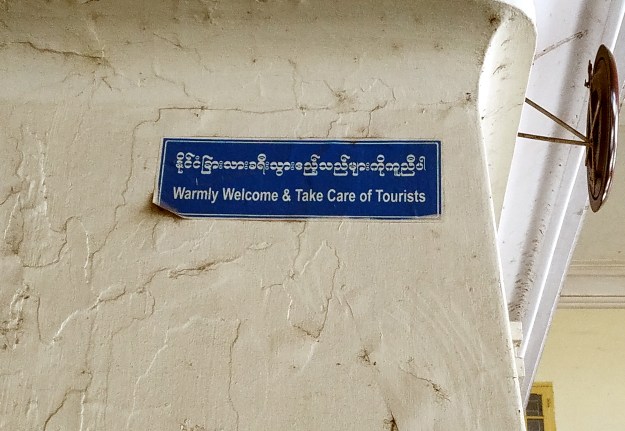 နိုင်ငံခြားသားခရီးသွားဧည့်သည်များကိုကူညီပါ
Warmly Welcome & Take Care of Tourists